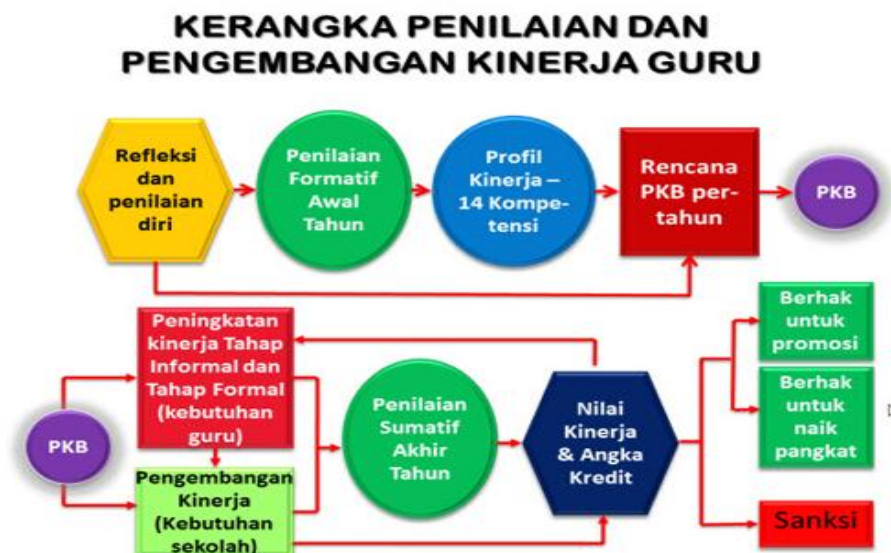 KERANGKA PENILAIAN DAN
PENGEMBANGAN KINERJA GURU
Refleksi
dan
penilaian
diri
Penilaian
Formatif
Awal
Tahun
Profil
Kinerja –
14 Kompe-
tensi
Rencana
PKB per-
tahun
PKB
PKB
Peningkatan
kinerja Tahap
Informal dan
Tahap Formal
(kebutuhan
guru)
Pengembangan
Kinerja
(Kebutuhan
sekolah)
Penilaian
Sumatif
Akhir
Tahun
Nilai
Kinerja
& Angka
Kredit
Berhak
untuk
promosi
Berhak
untuk
naik
pangkat
Sanksi